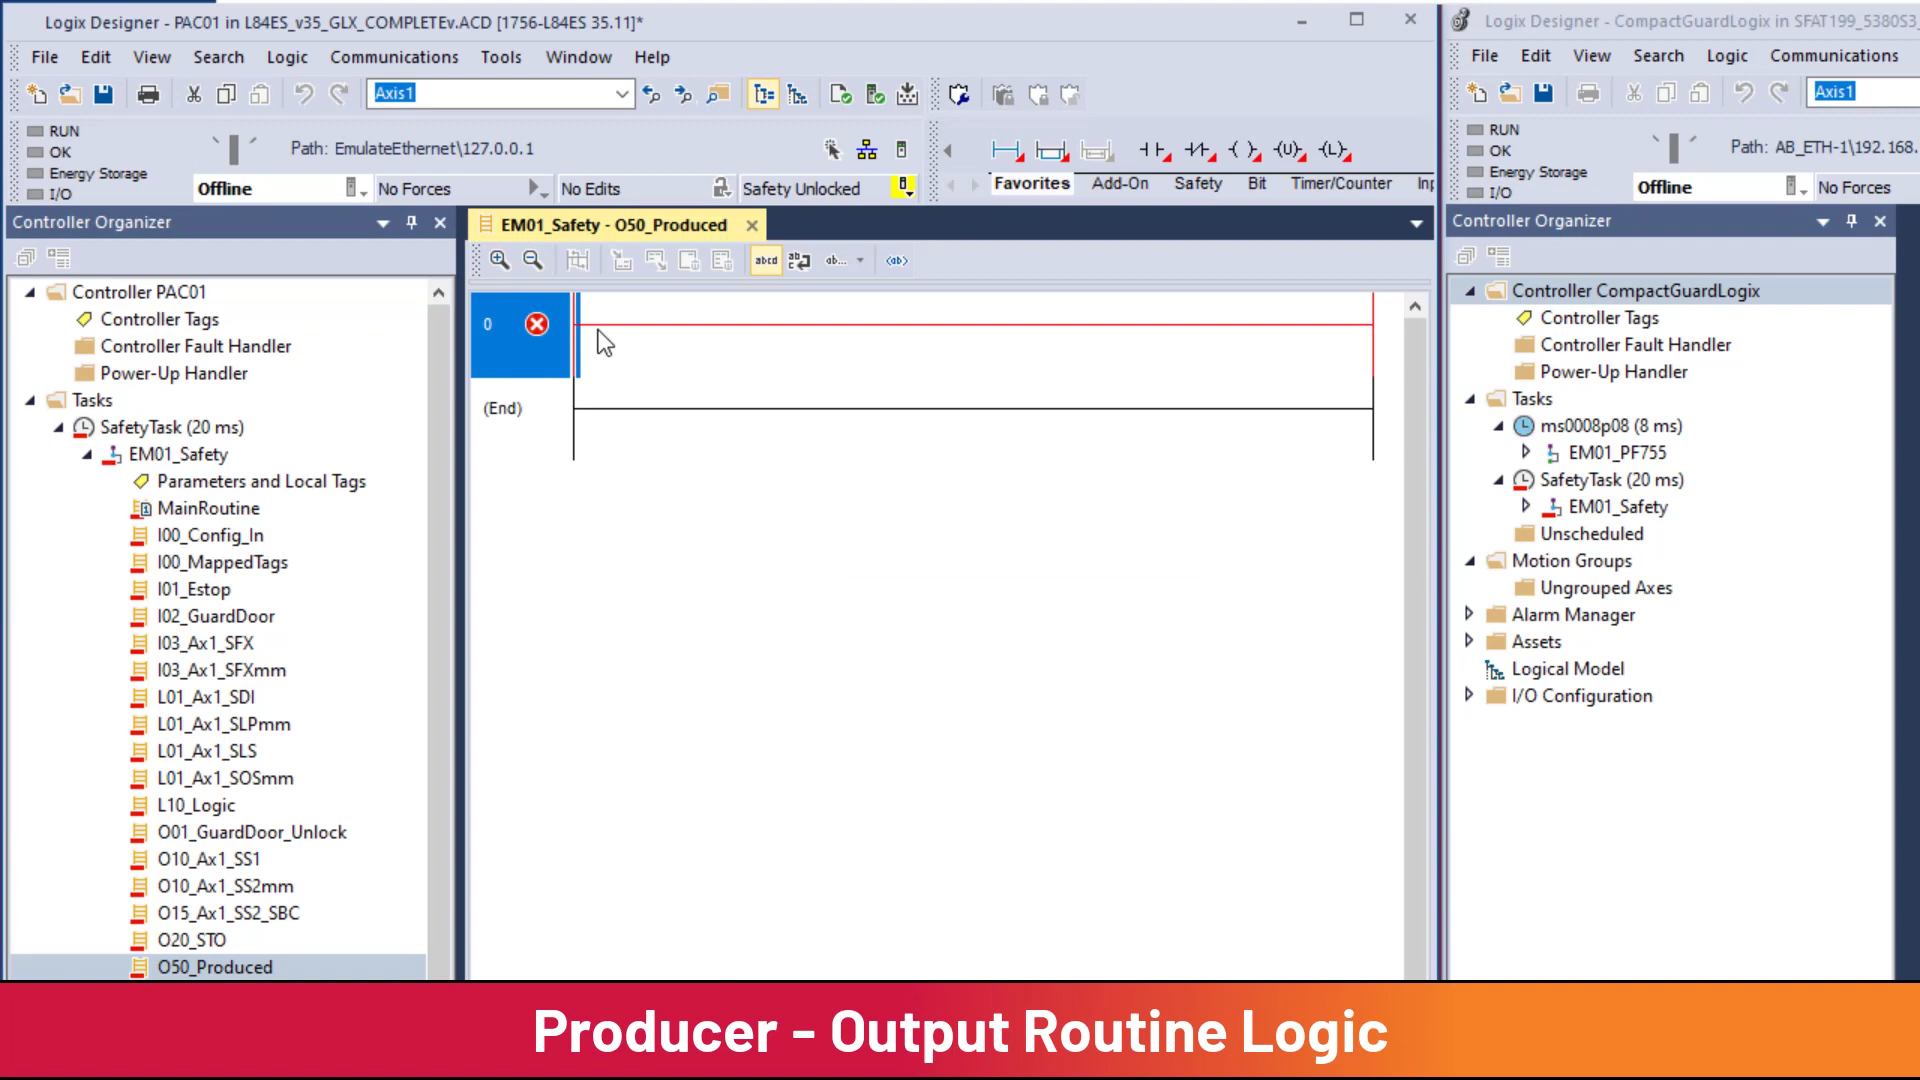 Logix Designer - PAC01 in L84ES_v35_GLX_COMPLETEv.ACD [1756-L84ES 35.11]*
File Edit View Search Logic Communications Tools Window Help
Axis1
RUN
OK
Energy Storage
I/O
Path: EmulateEthernet\127.0.0.1
Offline
No Forces
No Edits
Safety Unlocked
Favorites Add-On Safety Bit Timer/Counter Inp
Controller Organizer
Controller PAC01
Controller Tags
Controller Fault Handler
Power-Up Handler
Tasks
SafetyTask (20 ms)
EM01_Safety
Parameters and Local Tags
MainRoutine
I00_Config_In
I00_MappedTags
I01_Estop
I02_GuardDoor
I03_Ax1_SFX
I03_Ax1_SFXmm
L01_Ax1_SDI
L01_Ax1_SLPmm
L01_Ax1_SLS
L01_Ax1_SOSmm
L10_Logic
O01_GuardDoor_Unlock
O10_Ax1_SS1
O10_Ax1_SS2mm
O15_Ax1_SS2_SBC
O20_STO
O50_Produced
EM01_Safety - O50_Produced
abcd
ab...
<ab>
0
(End)
Logix Designer - CompactGuardLogix in SFAT199_5380S3
File Edit View Search Logic Communications
Axis1
RUN
OK
Energy Storage
I/O
Path: AB_ETH-1\192.168.
Offline
No Forces
Controller Organizer
Controller CompactGuardLogix
Controller Tags
Controller Fault Handler
Power-Up Handler
Tasks
ms0008p08 (8 ms)
EM01_PF755
SafetyTask (20 ms)
EM01_Safety
Unscheduled
Motion Groups
Ungrouped Axes
Alarm Manager
Assets
Logical Model
I/O Configuration
Producer - Output Routine Logic